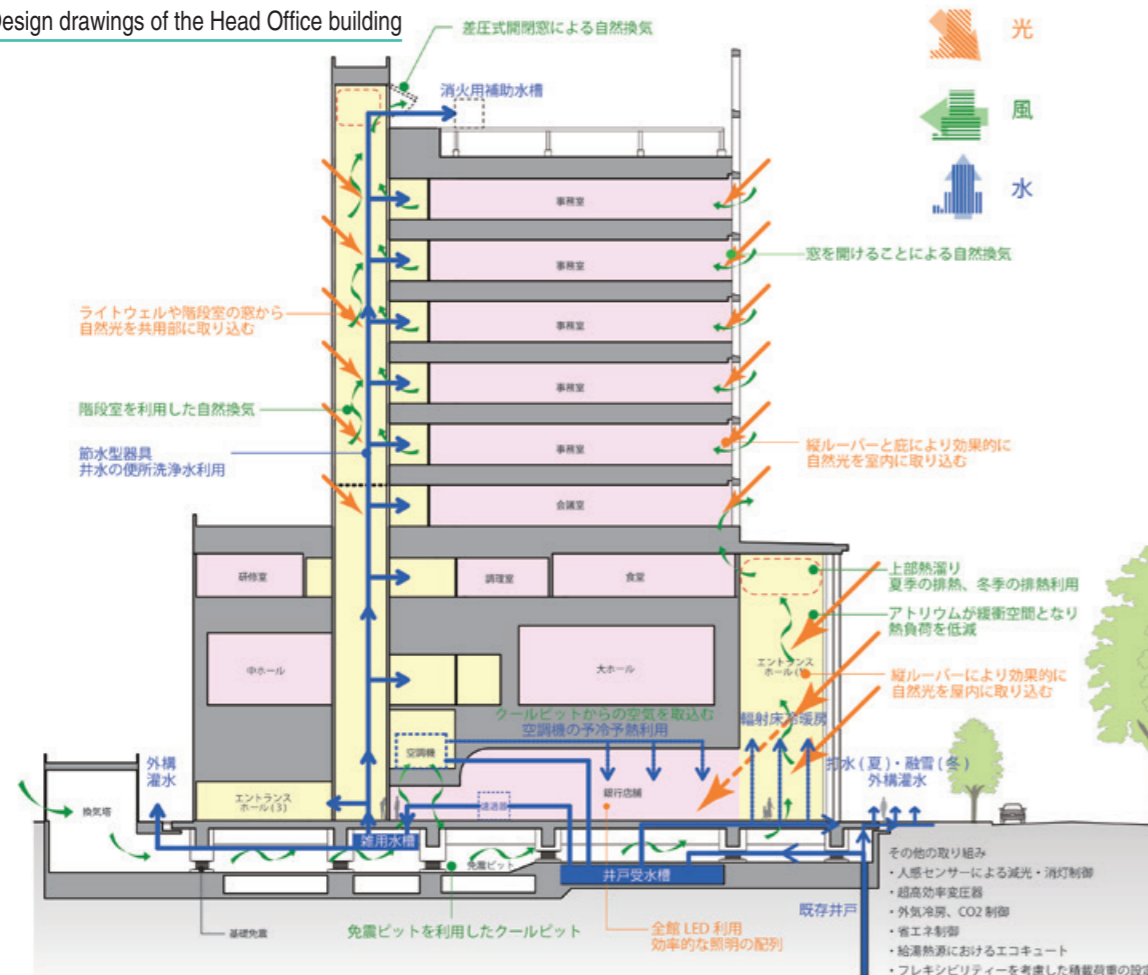 Design drawings of the Head Office building
差圧式開閉窓による自然換気
光
風
水
消火用補助水槽
事務室
事務室
事務室
事務室
事務室
会議室
窓を開けることによる自然換気
ライトウェルや階段室の窓から
自然光を共用部に取り込む
階段室を利用した自然換気
節水型器具
井水の便所洗浄水利用
縦ルーバーと庇により効果的に
自然光を室内に取り込む
研修室
調理室
食堂
上部熱溜り
夏季の排熱、冬季の排熱利用
アトリウムが緩衝空間となり
熱負荷を低減
中ホール
大ホール
エントランス
縦ルーバーにより効果的に
自然光を屋内に取り込む
クールピットからの空気を取込む
空調機の予冷予熱利用
輻射床冷暖房
空調機
外構
灌水
打水(夏)・融雪(冬)
外構灌水
換気塔
エントランス
ホール(3)
銀行店舗
雑用水槽
免震ピット
井戸受水槽
既存井戸
基礎免震
免震ピットを利用したクールピット
全館 LED 利用
効率的な照明の配列
その他の取り組み
・人感センサーによる減光・消灯制御
・超高効率変圧器
・外気冷房、CO2 制御
・省エネ制御
・給湯熱源におけるエコキュート
・フレキシビリティーを考慮した積載荷重の設